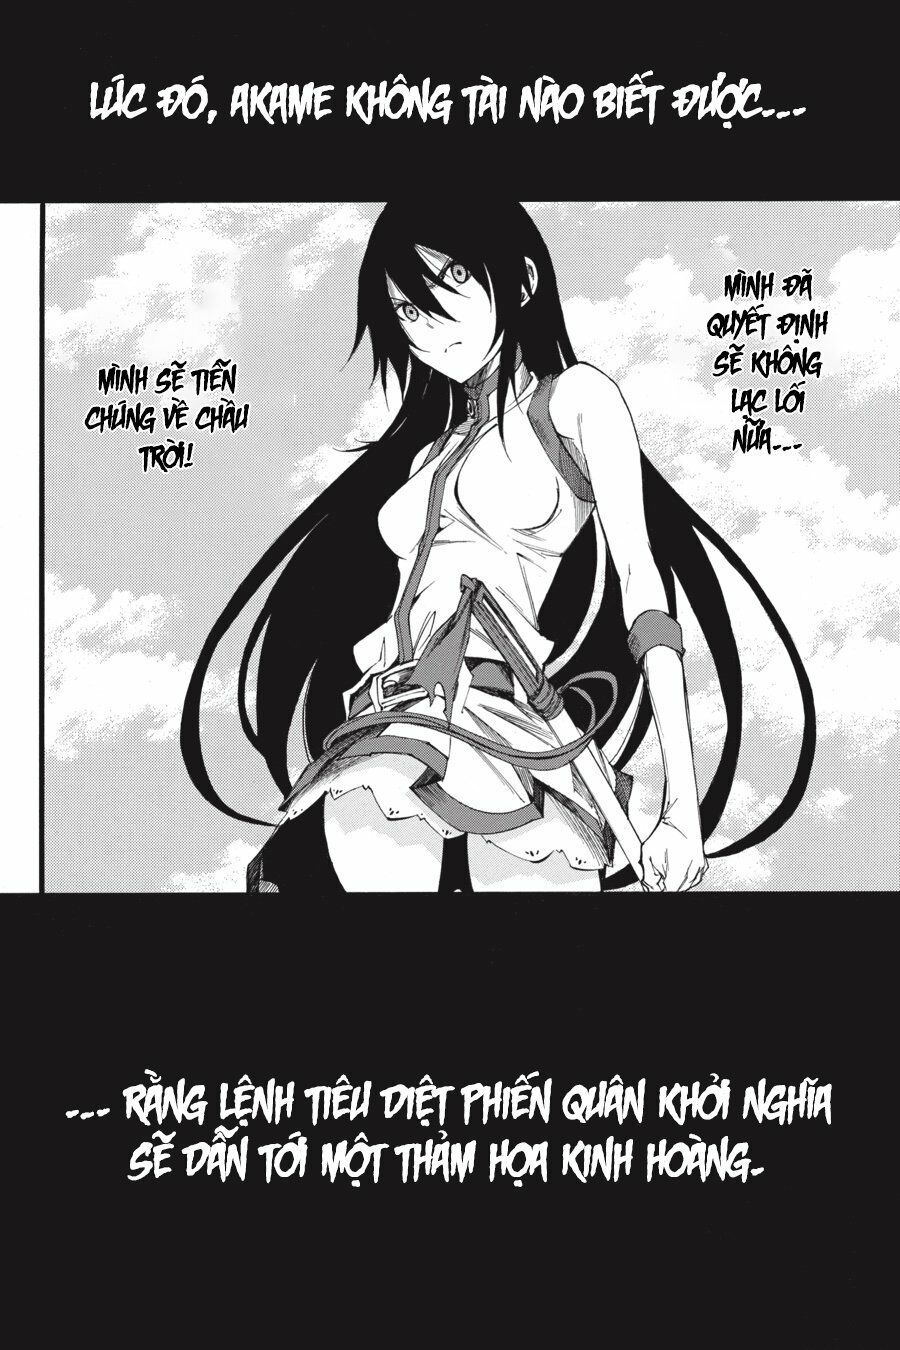 LÚC ĐÓ, AKAME KHÔNG TÀI NÀO BIẾT ĐƯỢC...
MÌNH ĐÃ
QUYẾT ĐỊNH
SẼ KHÔNG
LẠC LỐI
NỮA...
MÌNH SẼ TIỄN
CHÚNG VỀ CHẦU
TRỜI!
... RẰNG LỆNH TIÊU DIỆT PHIẾN QUÂN KHỞI NGHĨA
SẼ DẪN TỚI MỘT THẢM HỌA KINH HOÀNG.